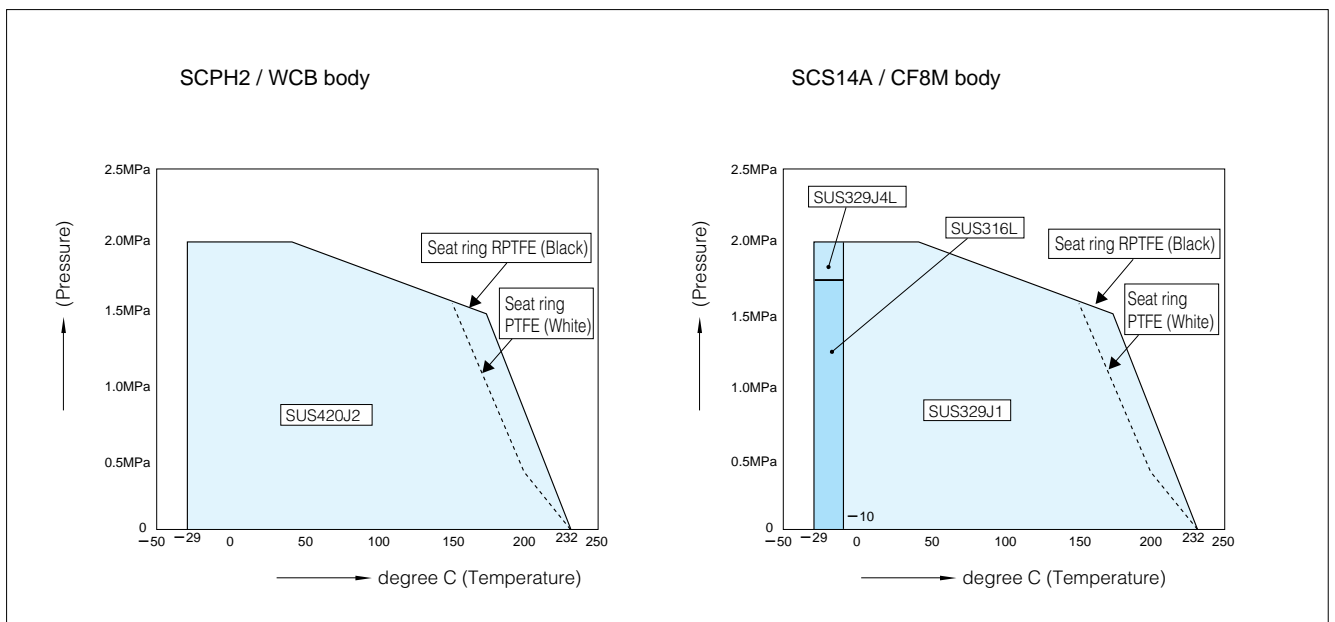 SCPH2 / WCB body
2.5MPa
2.0MPa
1.5MPa
1.0MPa
0.5MPa
0
(Pressure)
Seat ring RPTFE (Black)
Seat ring
PTFE (White)
SUS420J2
−50 −29 0 50 100 150 200 232 250
degree C (Temperature)
SCS14A / CF8M body
2.5MPa
2.0MPa
1.5MPa
1.0MPa
0.5MPa
0
(Pressure)
SUS329J4L
SUS316L
Seat ring RPTFE (Black)
Seat ring
PTFE (White)
SUS329J1
−10
−50 −29 0 50 100 150 200 232 250
degree C (Temperature)